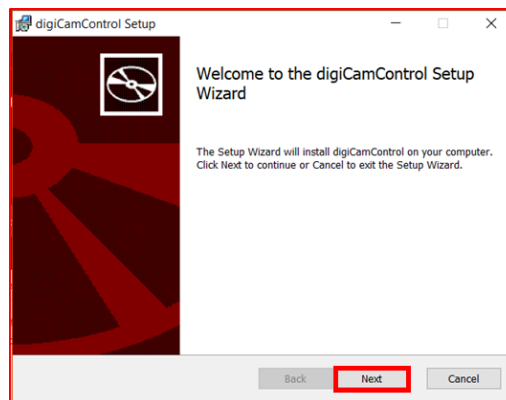 digiCamControl Setup
Welcome to the digiCamControl Setup
Wizard
The Setup Wizard will install digiCamControl on your computer.
Click Next to continue or Cancel to exit the Setup Wizard.
Back Next Cancel